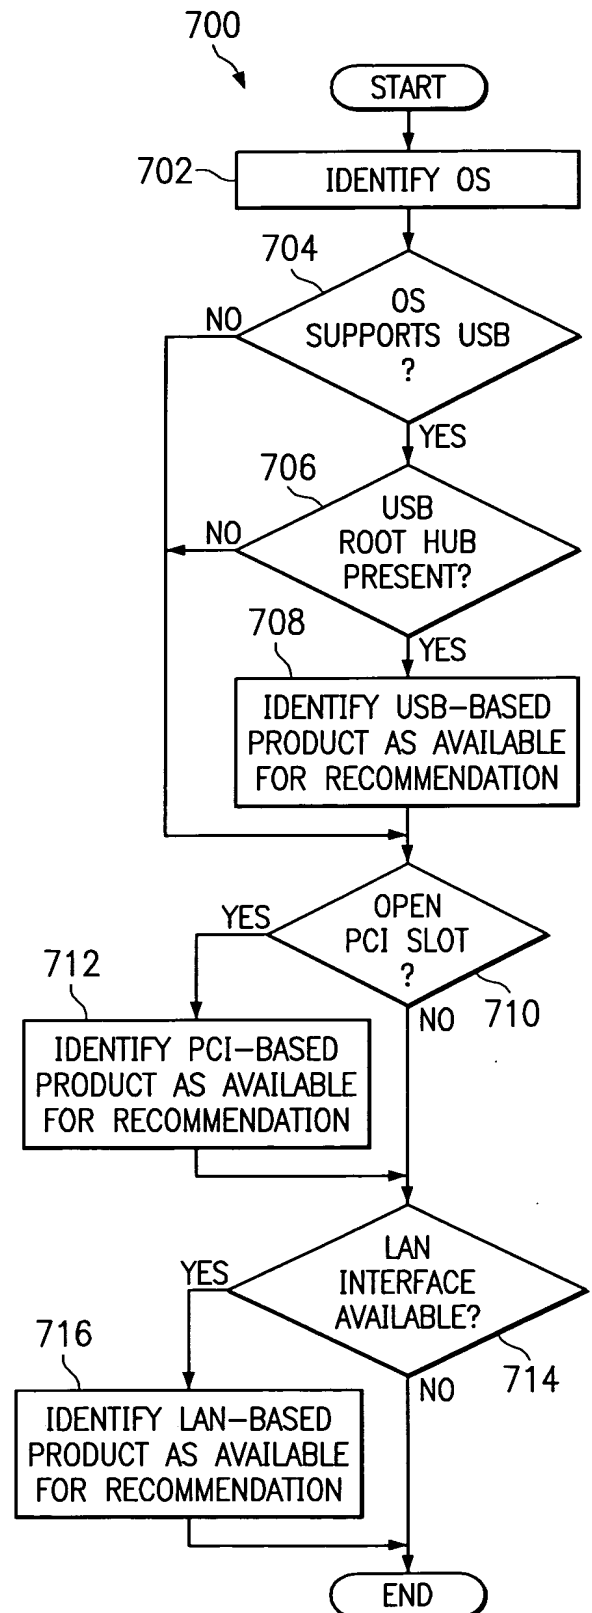 700
START
702
IDENTIFY OS
704
NO
OS
SUPPORTS USB
?
YES
706
NO
USB
ROOT HUB
PRESENT?
708
YES
IDENTIFY USB-BASED
PRODUCT AS AVAILABLE
FOR RECOMMENDATION
YES
OPEN
PCI SLOT
?
712
710
NO
IDENTIFY PCI-BASED
PRODUCT AS AVAILABLE
FOR RECOMMENDATION
YES
LAN
INTERFACE
AVAILABLE?
716
714
NO
IDENTIFY LAN-BASED
PRODUCT AS AVAILABLE
FOR RECOMMENDATION
END